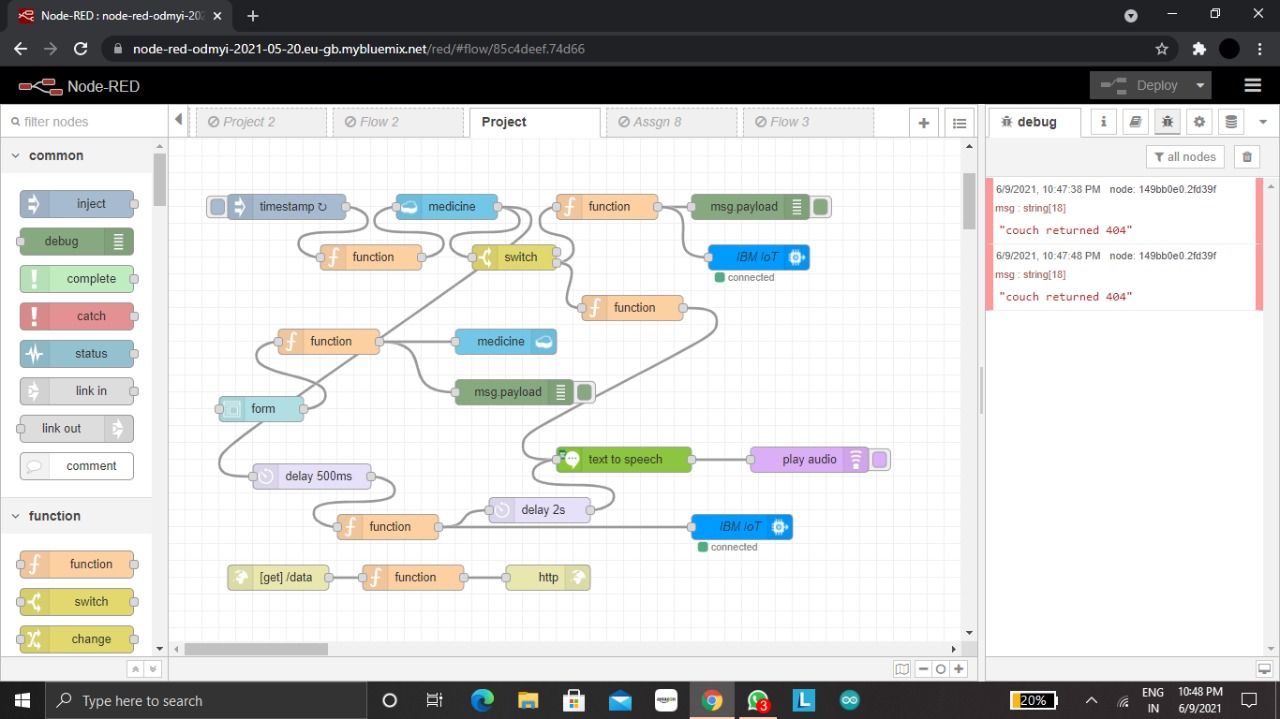 Node-RED : node-red-odmyi-202
node-red-odmyi-2021-05-20.eu-gb.mybluemix.net/red/#flow/85c4deef.74d66
Node-RED
Deploy
filter nodes
Project 2
Flow 2
Project
Assgn 8
Flow 3
debug
i
all nodes
common
inject
debug
complete
catch
status
link in
link out
comment
function
function
switch
change
timestamp ↻
medicine
function
msg.payload
function
switch
IBM IoT
connected
function
function
medicine
msg.payload
form
text to speech
play audio
delay 500ms
delay 2s
function
IBM IoT
connected
[get] /data
function
http
6/9/2021, 10:47:38 PM node: 149bb0e0.2fd39f
msg : string[18]
"couch returned 404"
6/9/2021, 10:47:48 PM node: 149bb0e0.2fd39f
msg : string[18]
"couch returned 404"
Type here to search
amazon
3
L
20%
ENG
IN
10:48 PM
6/9/2021